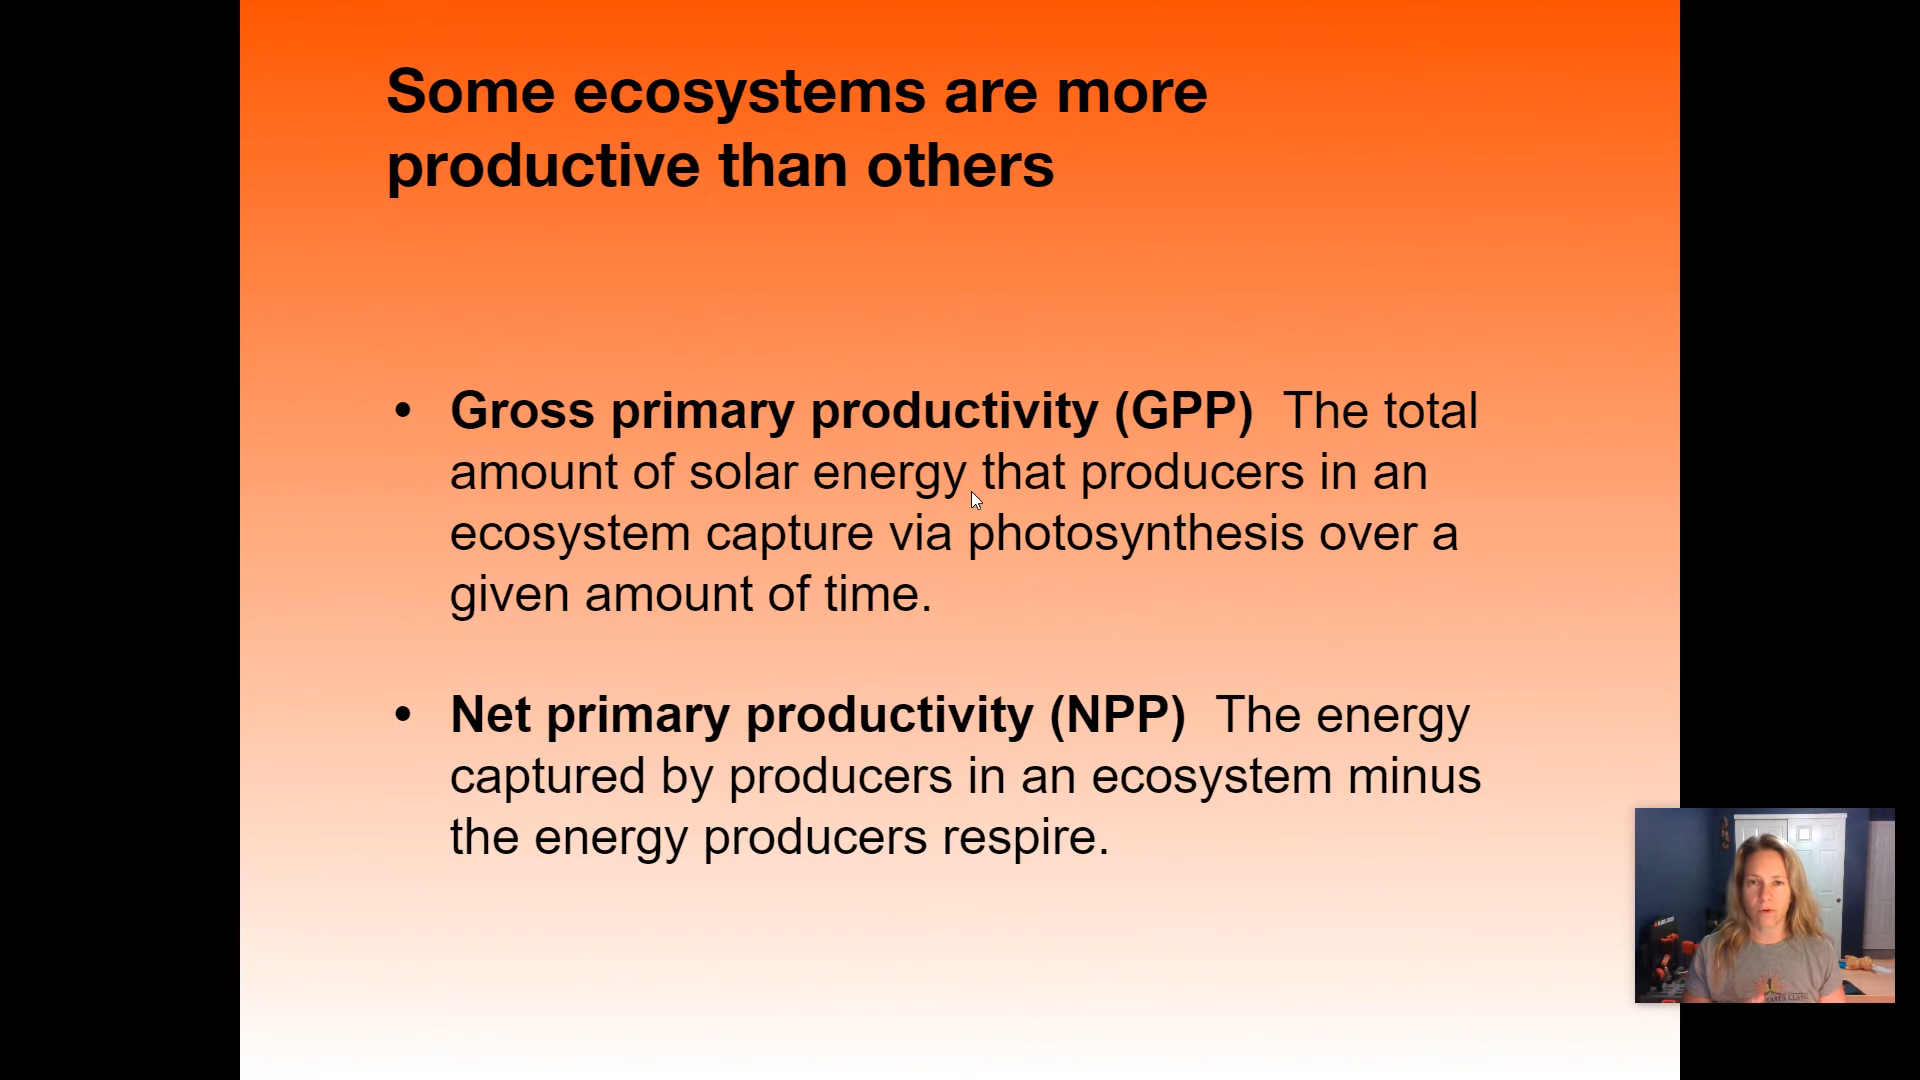 Some ecosystems are more
productive than others
• Gross primary productivity (GPP) The total
amount of solar energy that producers in an
ecosystem capture via photosynthesis over a
given amount of time.
• Net primary productivity (NPP) The energy
captured by producers in an ecosystem minus
the energy producers respire.